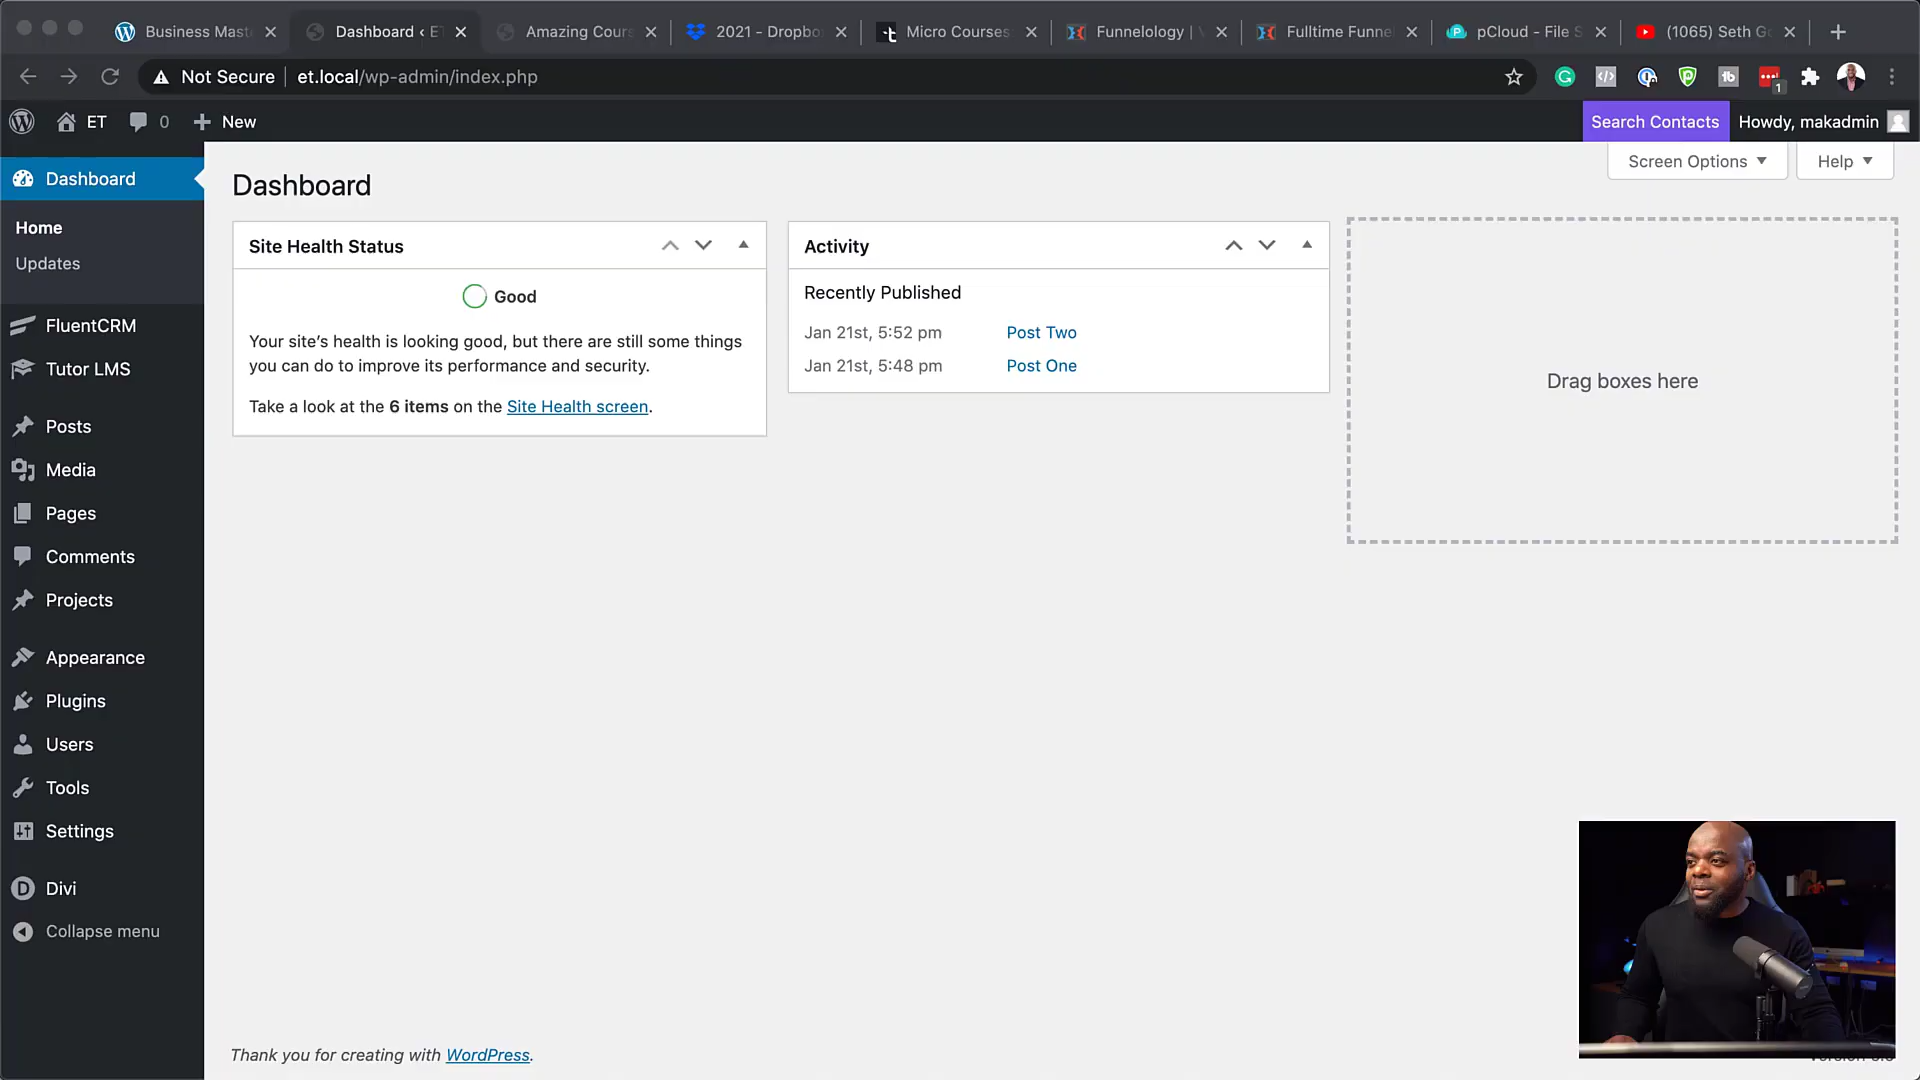 Business Mast
Dashboard ‹ ET
Amazing Cours
2021 - Dropbo
Micro Courses
Funnelology | V
Fulltime Funne
pCloud - File S
(1065) Seth Go
Not Secure
et.local/wp-admin/index.php
1
ET
0
New
Search Contacts
Howdy, makadmin
Dashboard
Home
Updates
FluentCRM
Tutor LMS
Posts
Media
Pages
Comments
Projects
Appearance
Plugins
Users
Tools
Settings
Divi
Collapse menu
Screen Options
Help
Dashboard
Site Health Status
Good
Your site’s health is looking good, but there are still some things
you can do to improve its performance and security.
Take a look at the 6 items on the Site Health screen.
Activity
Recently Published
Jan 21st, 5:52 pm Post Two
Jan 21st, 5:48 pm Post One
Drag boxes here
Thank you for creating with WordPress.